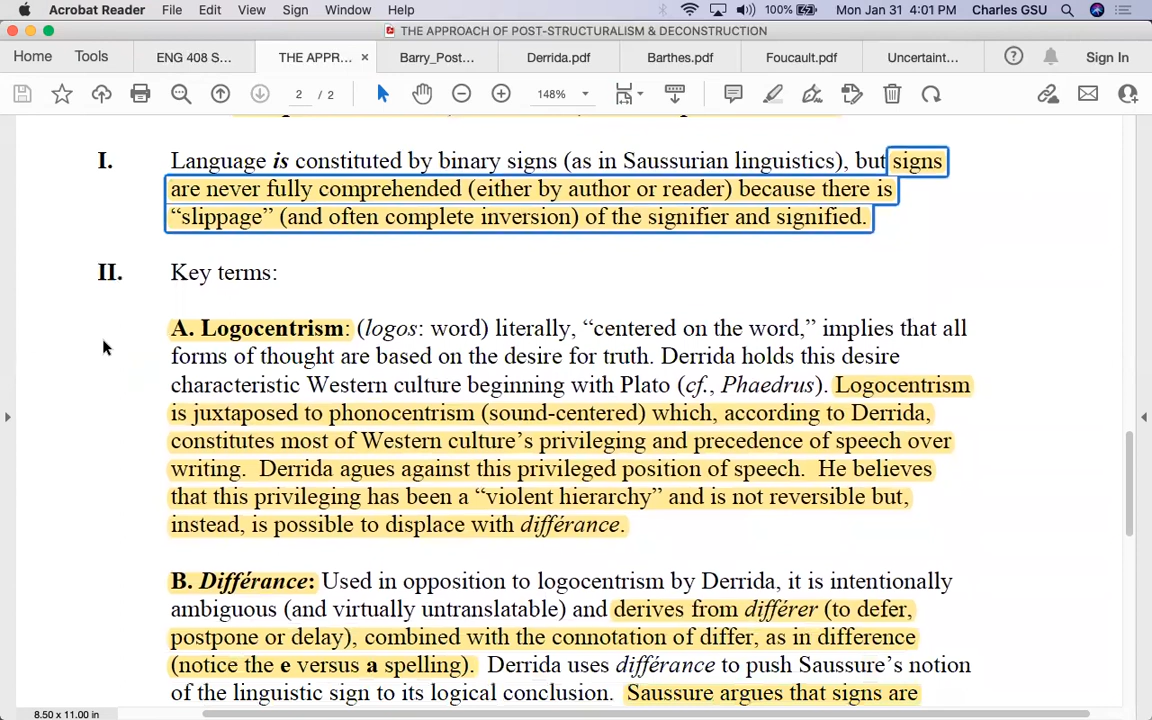 Acrobat Reader File Edit View Sign Window Help 100% Mon Jan 31 4:01 PM Charles GSU
THE APPROACH OF POST-STRUCTURALISM & DECONSTRUCTION
Home Tools ENG 408 S... THE APPR... × Barry_Post... Derrida.pdf Barthes.pdf Foucault.pdf Uncertaint... Sign In
2 / 2 148%
I. Language is constituted by binary signs (as in Saussurian linguistics), but signs
are never fully comprehended (either by author or reader) because there is
“slippage” (and often complete inversion) of the signifier and signified.
II. Key terms:
A. Logocentrism: (logos: word) literally, “centered on the word,” implies that all
forms of thought are based on the desire for truth. Derrida holds this desire
characteristic Western culture beginning with Plato (cf., Phaedrus). Logocentrism
is juxtaposed to phonocentrism (sound-centered) which, according to Derrida,
constitutes most of Western culture’s privileging and precedence of speech over
writing. Derrida agues against this privileged position of speech. He believes
that this privileging has been a “violent hierarchy” and is not reversible but,
instead, is possible to displace with différance.
B. Différance: Used in opposition to logocentrism by Derrida, it is intentionally
ambiguous (and virtually untranslatable) and derives from différer (to defer,
postpone or delay), combined with the connotation of differ, as in difference
(notice the e versus a spelling). Derrida uses différance to push Saussure’s notion
of the linguistic sign to its logical conclusion. Saussure argues that signs are
8.50 x 11.00 in